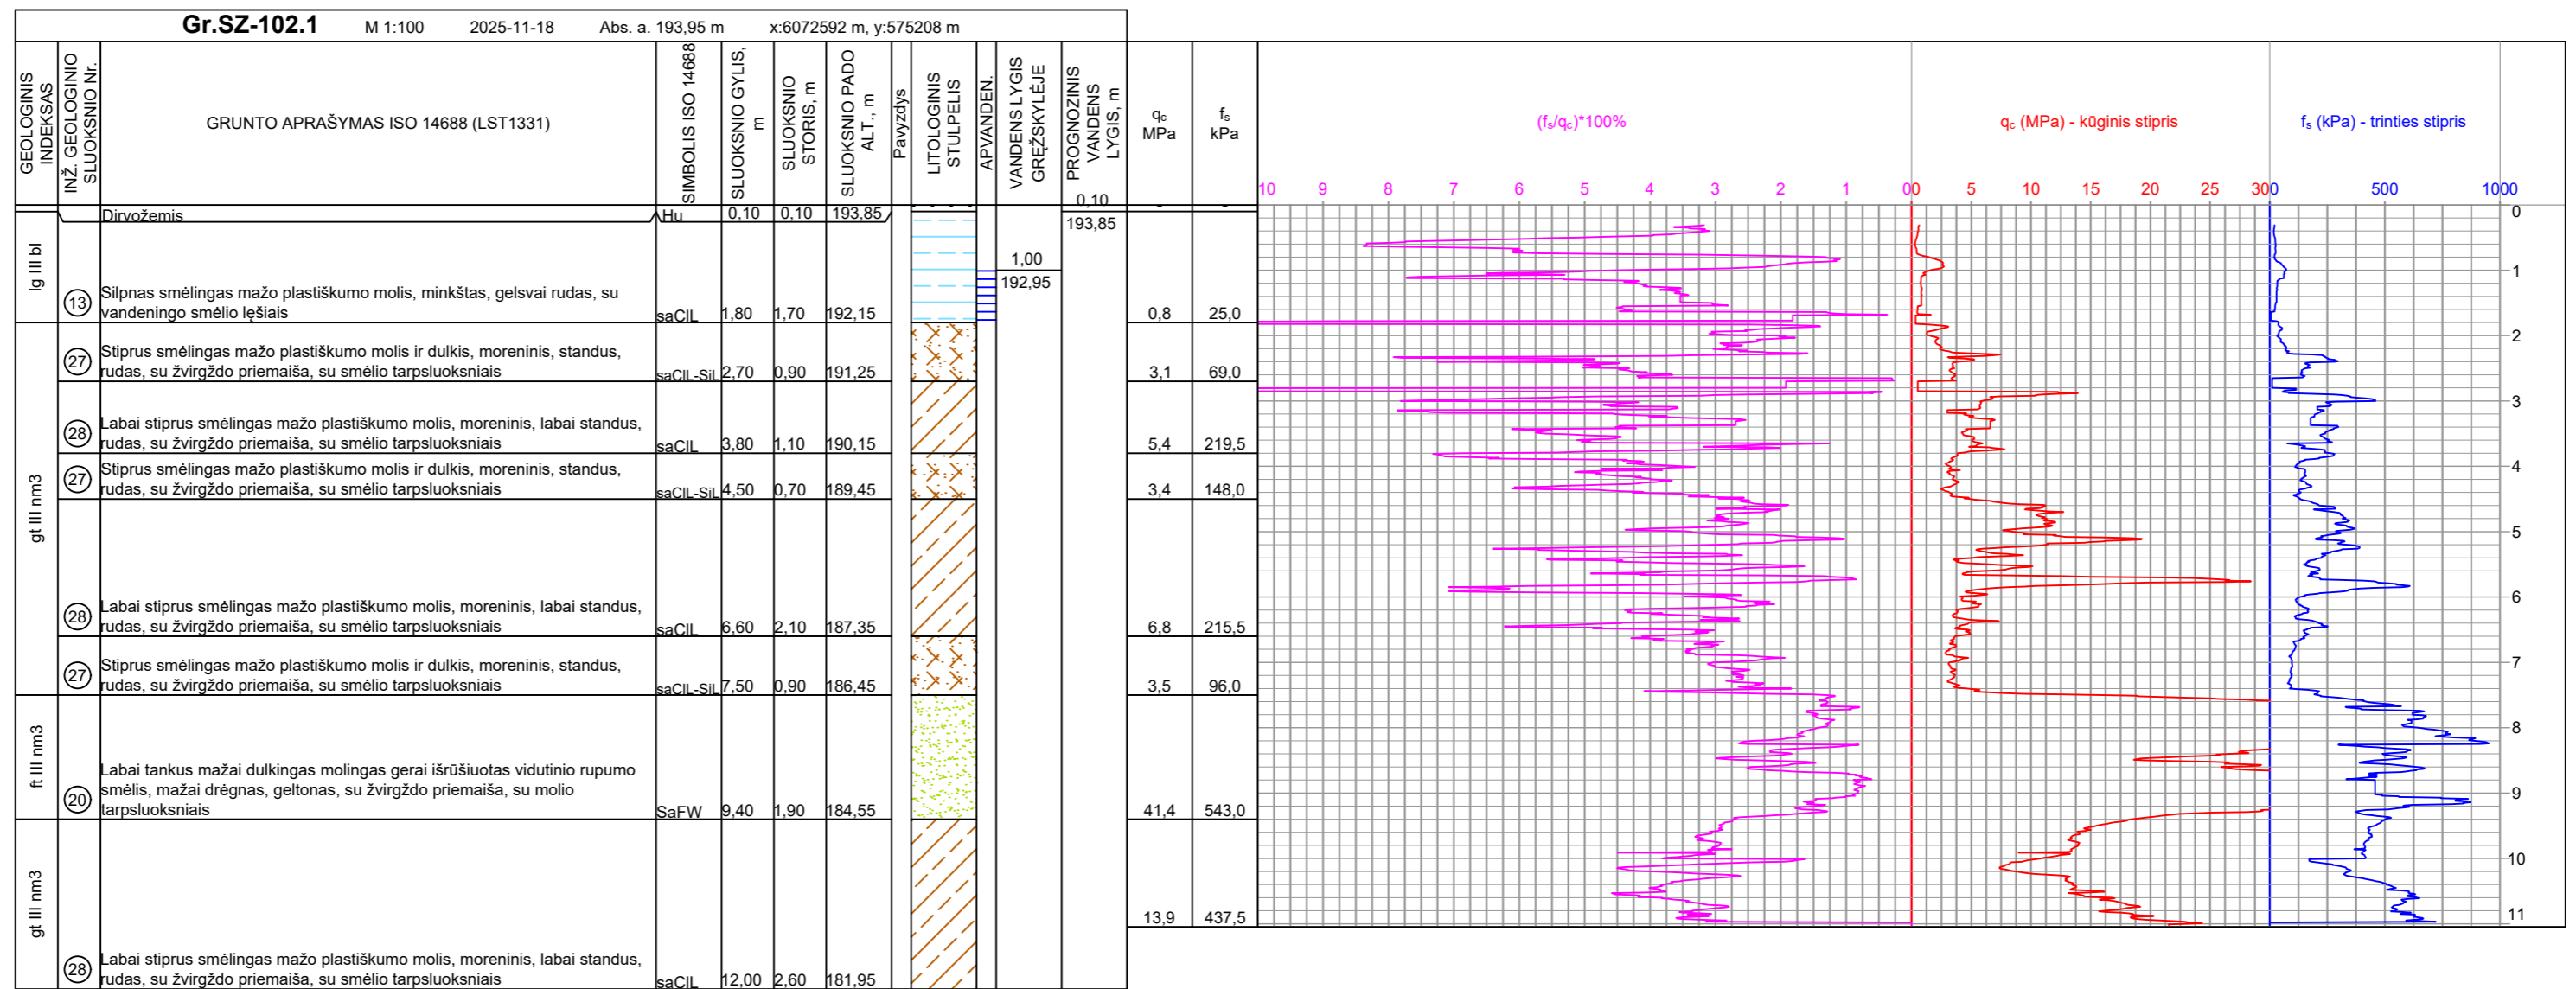 Gr.SZ-102.1 M 1:100 2025-11-18 Abs. a. 193,95 m x:6072592 m, y:575208 m
GEOLOGINIS
INDEKSAS
INŽ. GEOLOGINIO
SLUOKSNIO Nr.
GRUNTO APRAŠYMAS ISO 14688 (LST1331)
SIMBOLIS ISO 14688
SLUOKSNIO GYLIS,
m
SLUOKSNIO
STORIS, m
SLUOKSNIO PADO
ALT., m
Pavyzdys
LITOLOGINIS
STULPELIS
APVANDEN.
VANDENS LYGIS
GRĘŽSKYLĖJE
PROGNOZINIS
VANDENS
LYGIS, m
qc
MPa
fs
kPa
(fs/qc)*100%
qc (MPa) - kūginis stipris
fs (kPa) - trinties stipris
10 9 8 7 6 5 4 3 2 1 0
0 5 10 15 20 25 30
0 500 1000
0,10
193,85
1,00
192,95
lg III bl
Dirvožemis Hu 0,10 0,10 193,85
13 Silpnas smėlingas mažo plastiškumo molis, minkštas, gelsvai rudas, su
vandeningo smėlio lęšiais saClL 1,80 1,70 192,15 0,8 25,0
gt III nm3
27 Stiprus smėlingas mažo plastiškumo molis ir dulkis, moreninis, standus,
rudas, su žvirgždo priemaiša, su smėlio tarpsluoksniais saClL-SiL 2,70 0,90 191,25 3,1 69,0
28 Labai stiprus smėlingas mažo plastiškumo molis, moreninis, labai standus,
rudas, su žvirgždo priemaiša, su smėlio tarpsluoksniais saClL 3,80 1,10 190,15 5,4 219,5
27 Stiprus smėlingas mažo plastiškumo molis ir dulkis, moreninis, standus,
rudas, su žvirgždo priemaiša, su smėlio tarpsluoksniais saClL-SiL 4,50 0,70 189,45 3,4 148,0
28 Labai stiprus smėlingas mažo plastiškumo molis, moreninis, labai standus,
rudas, su žvirgždo priemaiša, su smėlio tarpsluoksniais saClL 6,60 2,10 187,35 6,8 215,5
27 Stiprus smėlingas mažo plastiškumo molis ir dulkis, moreninis, standus,
rudas, su žvirgždo priemaiša, su smėlio tarpsluoksniais saClL-SiL 7,50 0,90 186,45 3,5 96,0
ft III nm3
20 Labai tankus mažai dulkingas molingas gerai išrūšiuotas vidutinio rupumo
smėlis, mažai drėgnas, geltonas, su žvirgždo priemaiša, su molio
tarpsluoksniais SaFW 9,40 1,90 184,55 41,4 543,0
gt III nm3
13,9 437,5
28 Labai stiprus smėlingas mažo plastiškumo molis, moreninis, labai standus,
rudas, su žvirgždo priemaiša, su smėlio tarpsluoksniais saClL 12,00 2,60 181,95
0
1
2
3
4
5
6
7
8
9
10
11